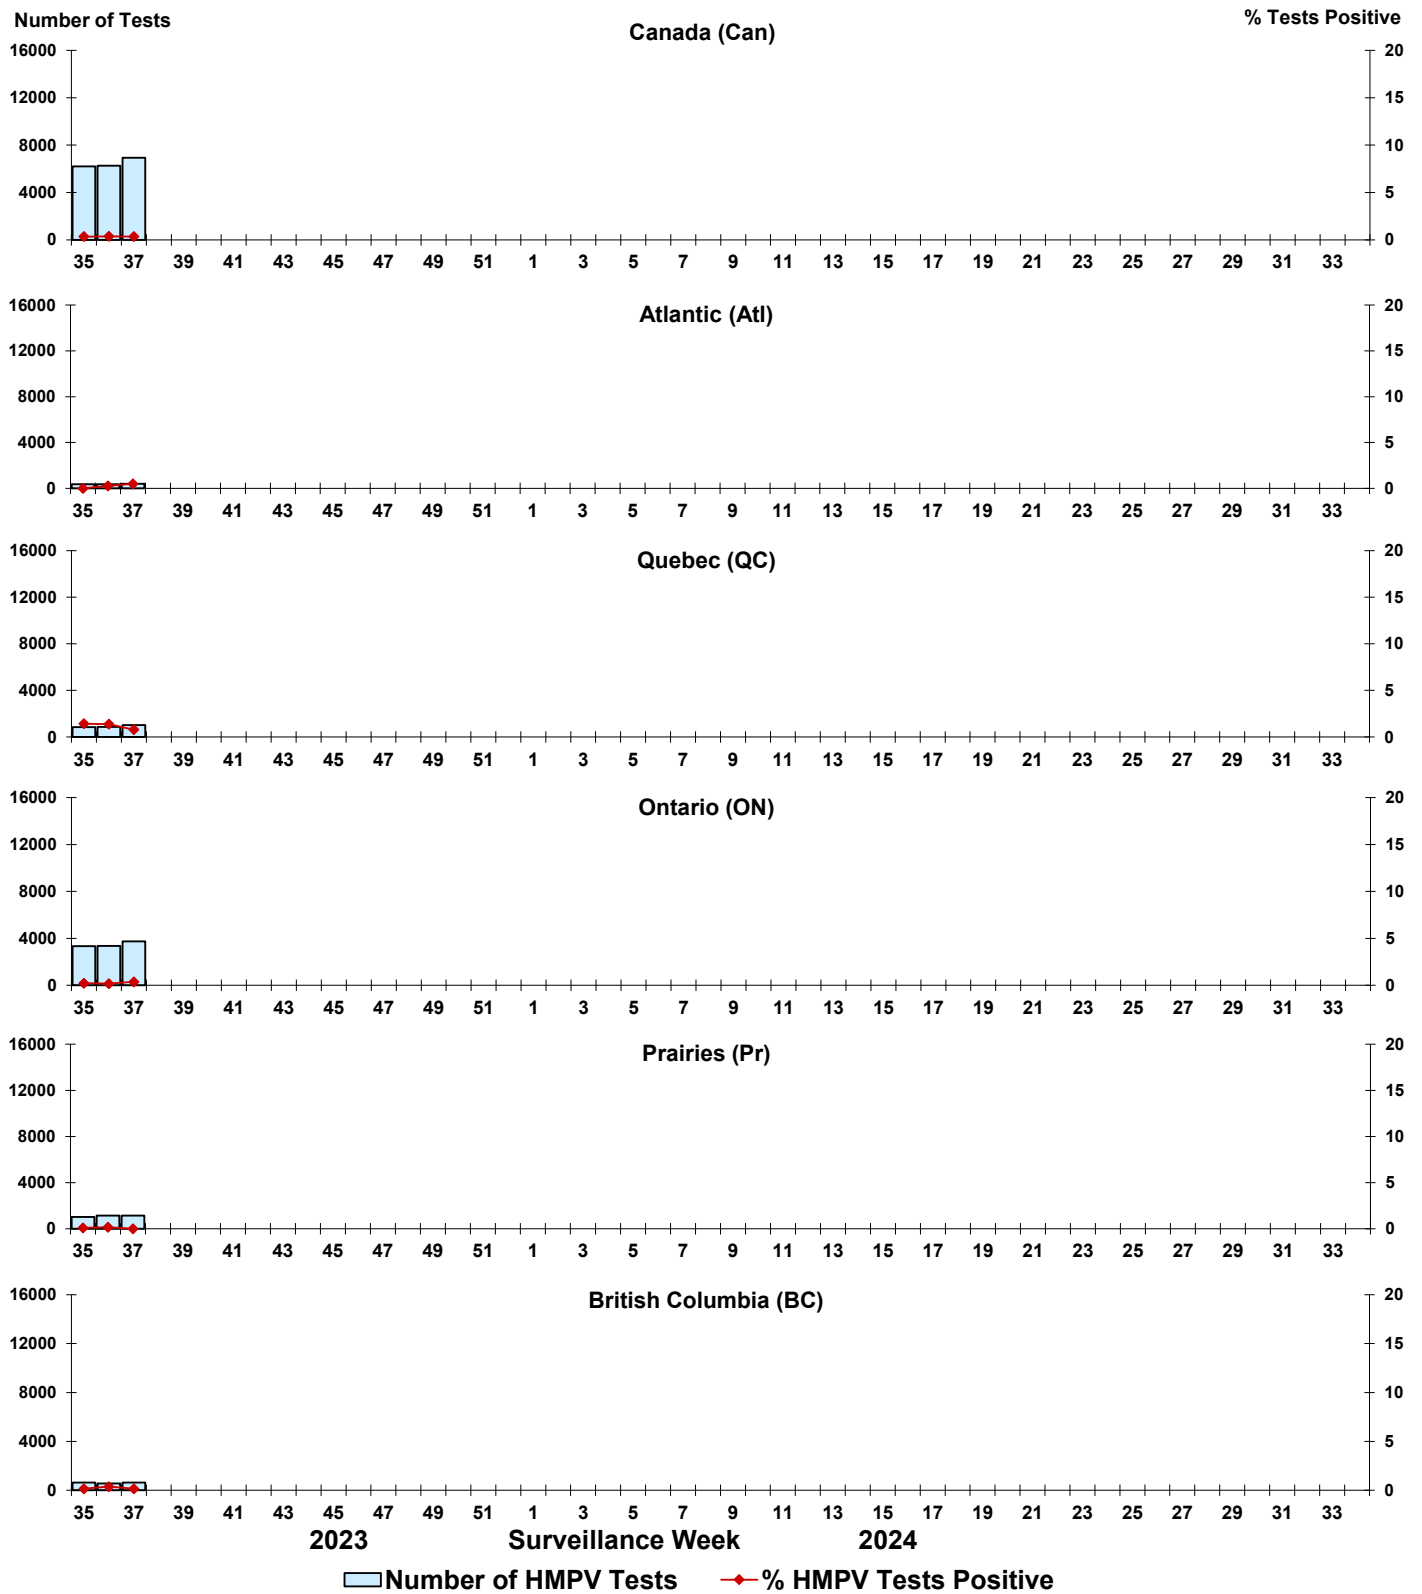 Number of Tests
% Tests Positive
Canada (Can)
16000 20
12000 15
8000 10
4000 5
0 0
35 37 39 41 43 45 47 49 51 1 3 5 7 9 11 13 15 17 19 21 23 25 27 29 31 33
Atlantic (Atl)
16000 20
12000 15
8000 10
4000 5
0 0
35 37 39 41 43 45 47 49 51 1 3 5 7 9 11 13 15 17 19 21 23 25 27 29 31 33
Quebec (QC)
16000 20
12000 15
8000 10
4000 5
0 0
35 37 39 41 43 45 47 49 51 1 3 5 7 9 11 13 15 17 19 21 23 25 27 29 31 33
Ontario (ON)
16000 20
12000 15
8000 10
4000 5
0 0
35 37 39 41 43 45 47 49 51 1 3 5 7 9 11 13 15 17 19 21 23 25 27 29 31 33
Prairies (Pr)
16000 20
12000 15
8000 10
4000 5
0 0
35 37 39 41 43 45 47 49 51 1 3 5 7 9 11 13 15 17 19 21 23 25 27 29 31 33
British Columbia (BC)
16000 20
12000 15
8000 10
4000 5
0 0
35 37 39 41 43 45 47 49 51 1 3 5 7 9 11 13 15 17 19 21 23 25 27 29 31 33
2023 Surveillance Week 2024
Number of HMPV Tests % HMPV Tests Positive